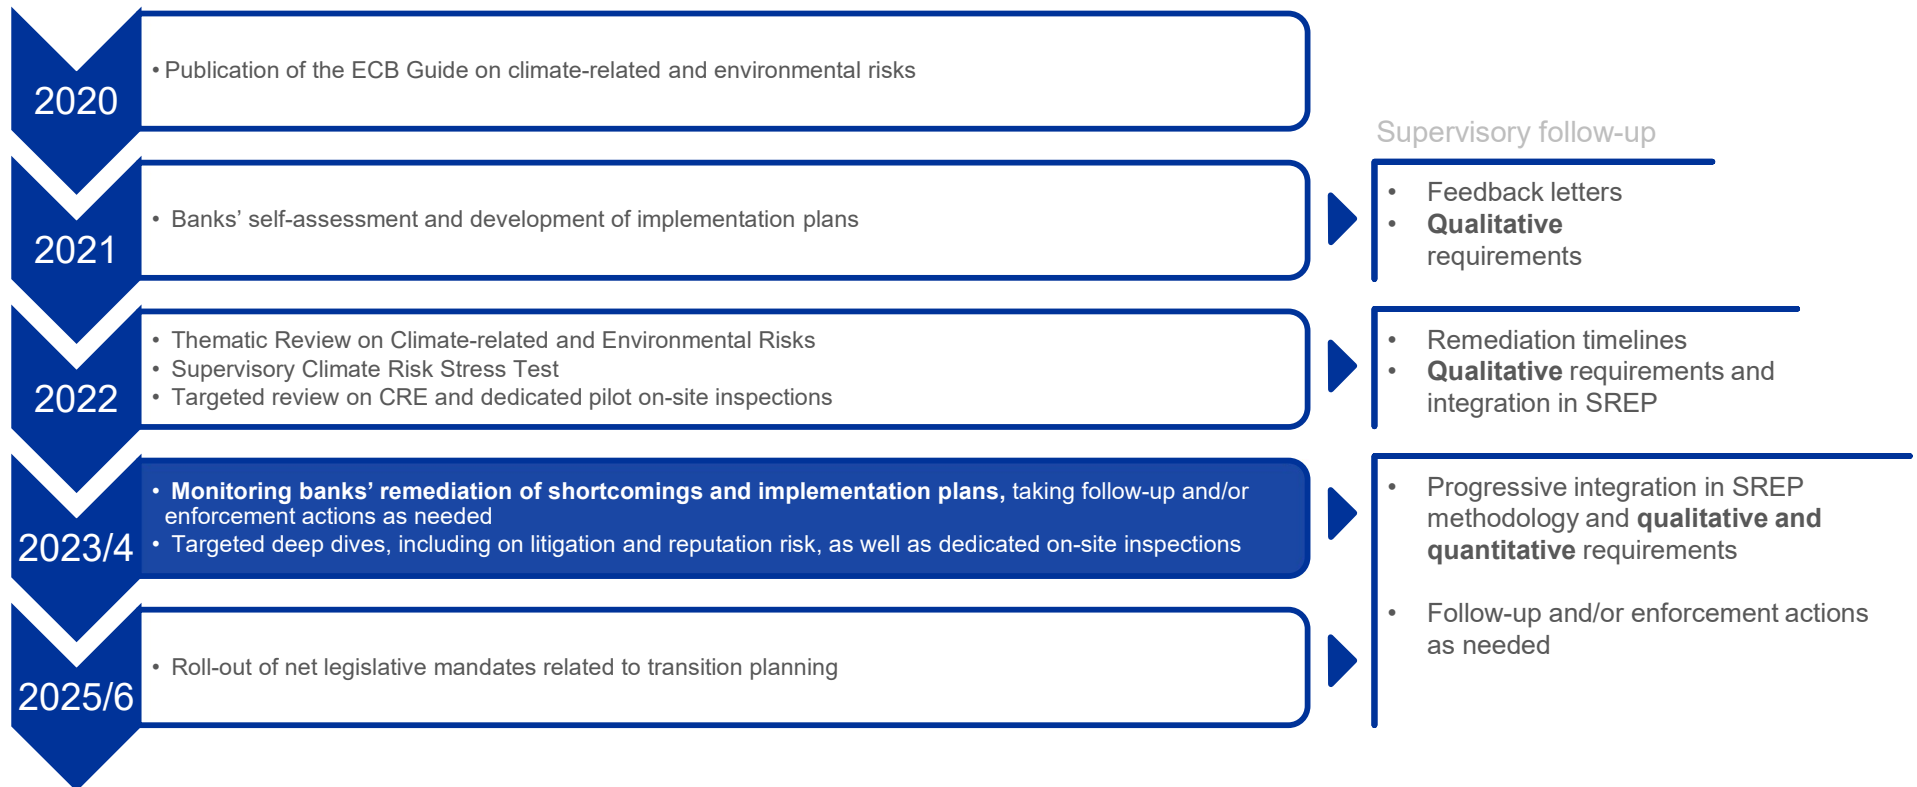 2020
• Publication of the ECB Guide on climate-related and environmental risks
Supervisory follow-up
2021
• Banks’ self-assessment and development of implementation plans
• Feedback letters
• Qualitative
requirements
2022
• Thematic Review on Climate-related and Environmental Risks
• Supervisory Climate Risk Stress Test
• Targeted review on CRE and dedicated pilot on-site inspections
• Remediation timelines
• Qualitative requirements and
integration in SREP
2023/4
• Monitoring banks’ remediation of shortcomings and implementation plans, taking follow-up and/or
enforcement actions as needed
• Targeted deep dives, including on litigation and reputation risk, as well as dedicated on-site inspections
• Progressive integration in SREP
methodology and qualitative and
quantitative requirements
• Follow-up and/or enforcement actions
as needed
2025/6
• Roll-out of net legislative mandates related to transition planning